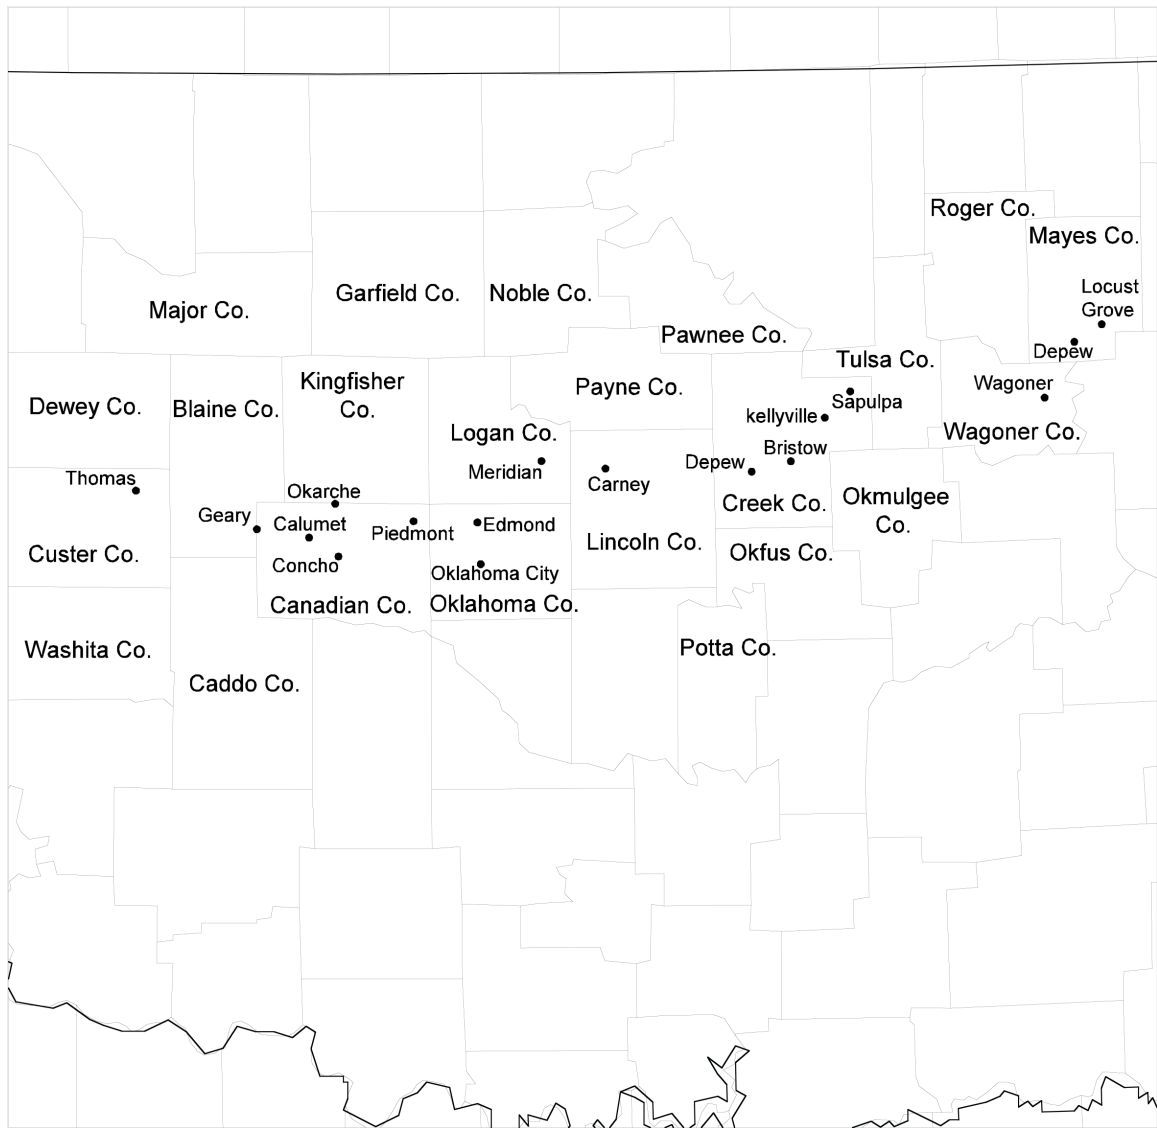 Roger Co.
Mayes Co.
Locust
Grove
Garfield Co.
Noble Co.
Major Co.
Pawnee Co.
Depew
Tulsa Co.
Kingfisher
Co.
Payne Co.
Wagoner
Dewey Co.
Blaine Co.
Sapulpa
kellyville
Logan Co.
Wagoner Co.
Bristow
Depew
Meridian
Thomas
Carney
Okarche
Creek Co.
Okmulgee
Co.
Geary
Calumet
Piedmont
Edmond
Lincoln Co.
Okfus Co.
Custer Co.
Concho
Oklahoma City
Canadian Co.
Oklahoma Co.
Washita Co.
Potta Co.
Caddo Co.